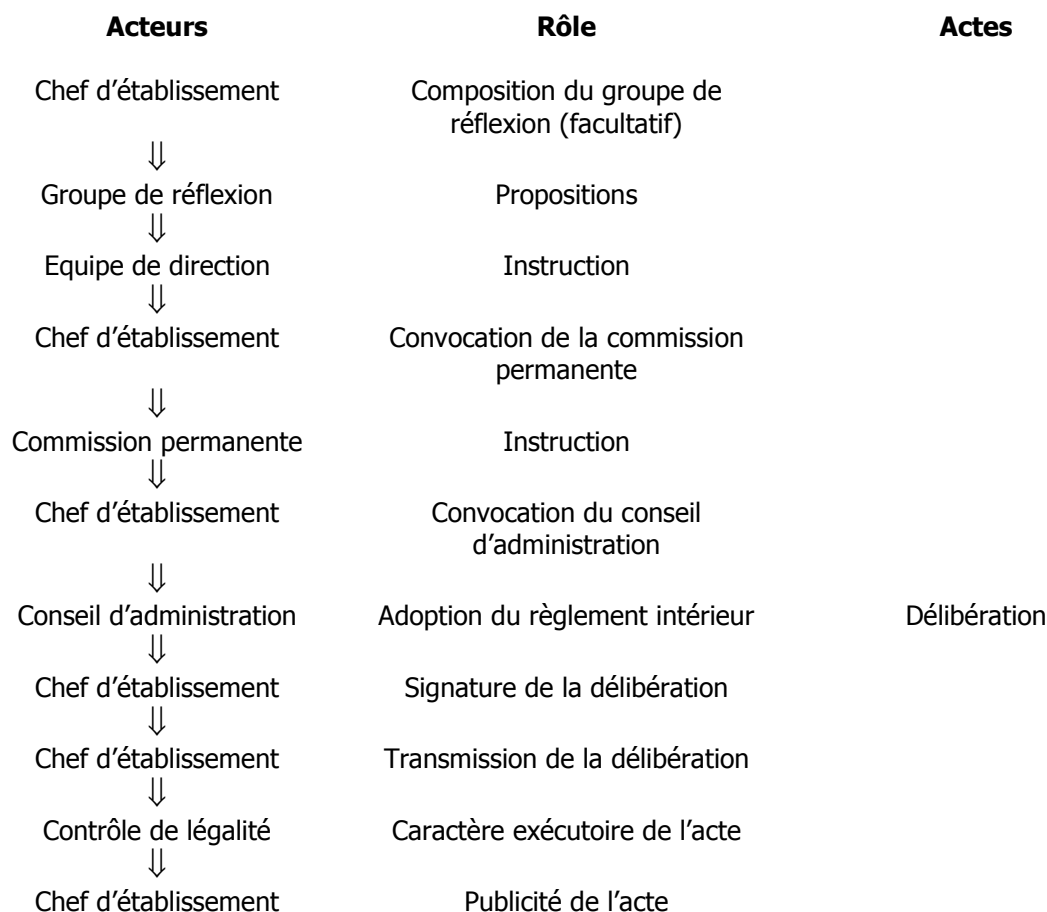 Acteurs Rôle Actes
Chef d’établissement Composition du groupe de
réflexion (facultatif)
⇓
Groupe de réflexion Propositions
⇓
Equipe de direction Instruction
⇓
Chef d’établissement Convocation de la commission
permanente
⇓
Commission permanente Instruction
⇓
Chef d’établissement Convocation du conseil
d’administration
⇓
Conseil d’administration Adoption du règlement intérieur Délibération
⇓
Chef d’établissement Signature de la délibération
⇓
Chef d’établissement Transmission de la délibération
⇓
Contrôle de légalité Caractère exécutoire de l’acte
⇓
Chef d’établissement Publicité de l’acte